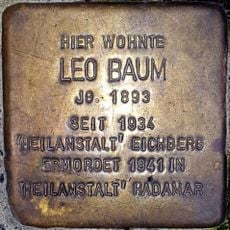 HIER WOHNTE
LEO BAUM
JG. 1893
SEIT 1934
"HEILANSTALT" EICHBERG
ERMORDET 1941 IN
"HEILANSTALT" HADAMAR